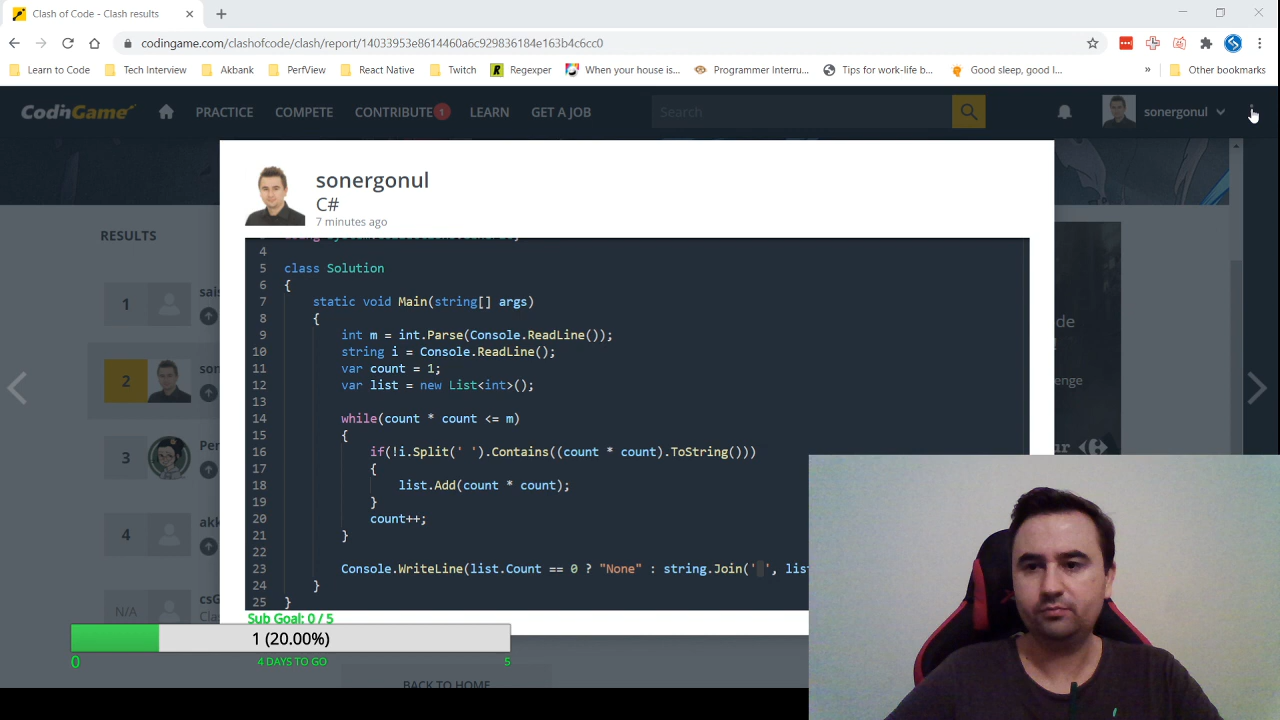 Clash of Code - Clash results
codingame.com/clashofcode/clash/report/14033953e8614460a6c929836184e163b4c6cc0
Learn to Code Tech Interview Akbank PerfView React Native Twitch Regexper When your house is... Programmer Interru... Tips for work-life b... Good sleep, good l... » Other bookmarks
CodinGame PRACTICE COMPETE CONTRIBUTE 1 LEARN GET A JOB Search sonergonul
sonergonul
C#
7 minutes ago
RESULTS
1
2
3
4
N/A
4
5 class Solution
6 {
7 static void Main(string[] args)
8 {
9 int m = int.Parse(Console.ReadLine());
10 string i = Console.ReadLine();
11 var count = 1;
12 var list = new List<int>();
13
14 while(count * count <= m)
15 {
16 if(!i.Split(' ').Contains((count * count).ToString()))
17 {
18 list.Add(count * count);
19 }
20 count++;
21 }
22
23 Console.WriteLine(list.Count == 0 ? "None" : string.Join(' ', lis
24 }
25 }
Sub Goal: 0 / 5
1 (20.00%)
0 4 DAYS TO GO 5
BACK TO HOME